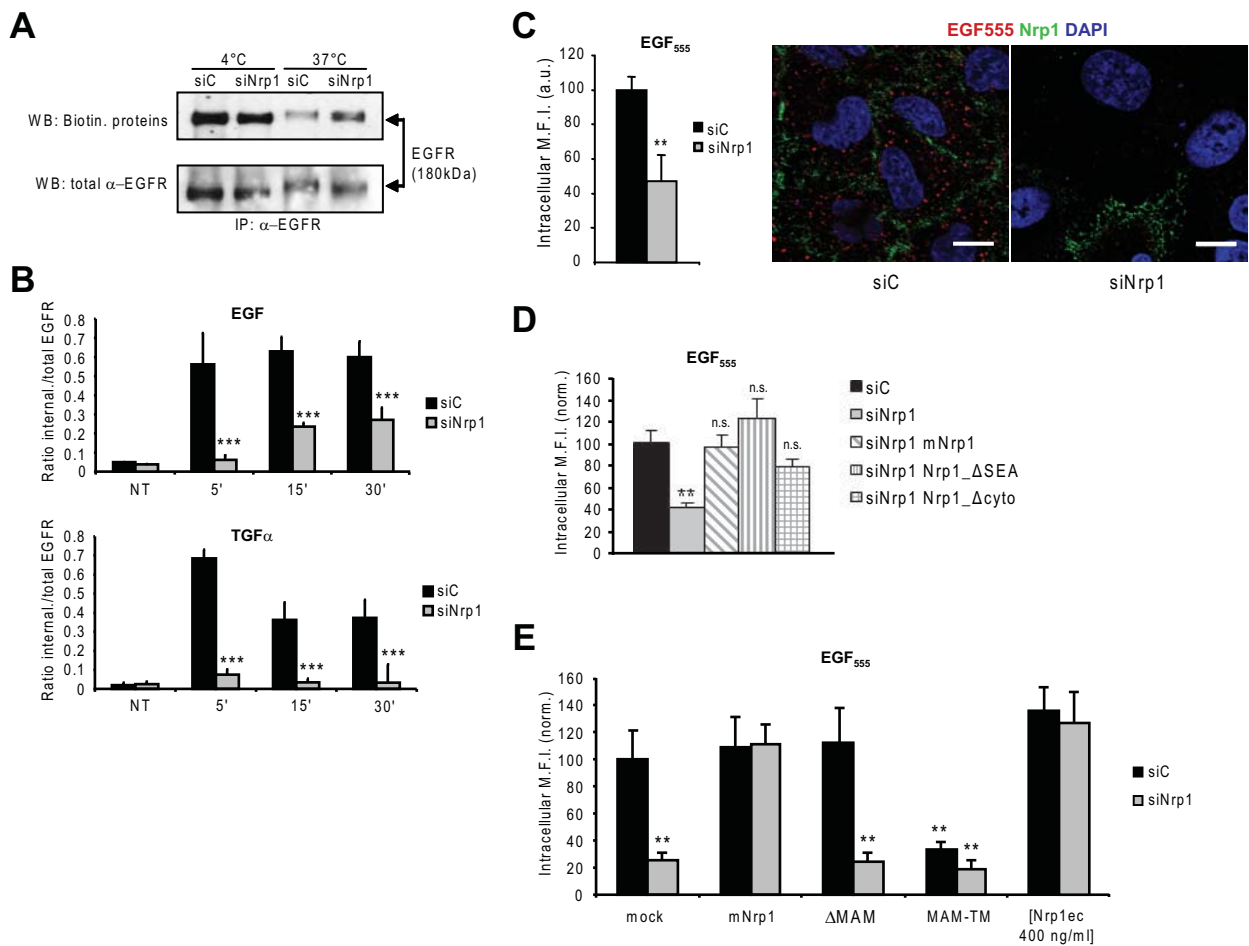 A
4°C 37°C
siC siNrp1 siC siNrp1
WB: Biotin. proteins
EGFR
(180kDa)
WB: total α–EGFR
IP: α–EGFR
B
EGF
Ratio internal./total EGFR
0.8
0.7
0.6
0.5
0.4
0.3
0.2
0.1
0
***
***
***
siC
siNrp1
NT 5' 15' 30'
TGFα
Ratio internal./total EGFR
0.8
0.7
0.6
0.5
0.4
0.3
0.2
0.1
0
***
***
***
siC
siNrp1
NT 5' 15' 30'
C
EGF555
Intracellular M.F.I. (a.u.)
120
100
80
60
40
20
0
**
siC
siNrp1
EGF555 Nrp1 DAPI
siC siNrp1
D
EGF555
Intracellular M.F.I. (norm.)
160
140
120
100
80
60
40
20
0
**
n.s.
n.s.
n.s.
siC
siNrp1
siNrp1 mNrp1
siNrp1 Nrp1_ΔSEA
siNrp1 Nrp1_Δcyto
E
EGF555
Intracellular M.F.I. (norm.)
160
140
120
100
80
60
40
20
0
**
**
**
**
siC
siNrp1
mock mNrp1 ΔMAM MAM-TM [Nrp1ec
400 ng/ml]